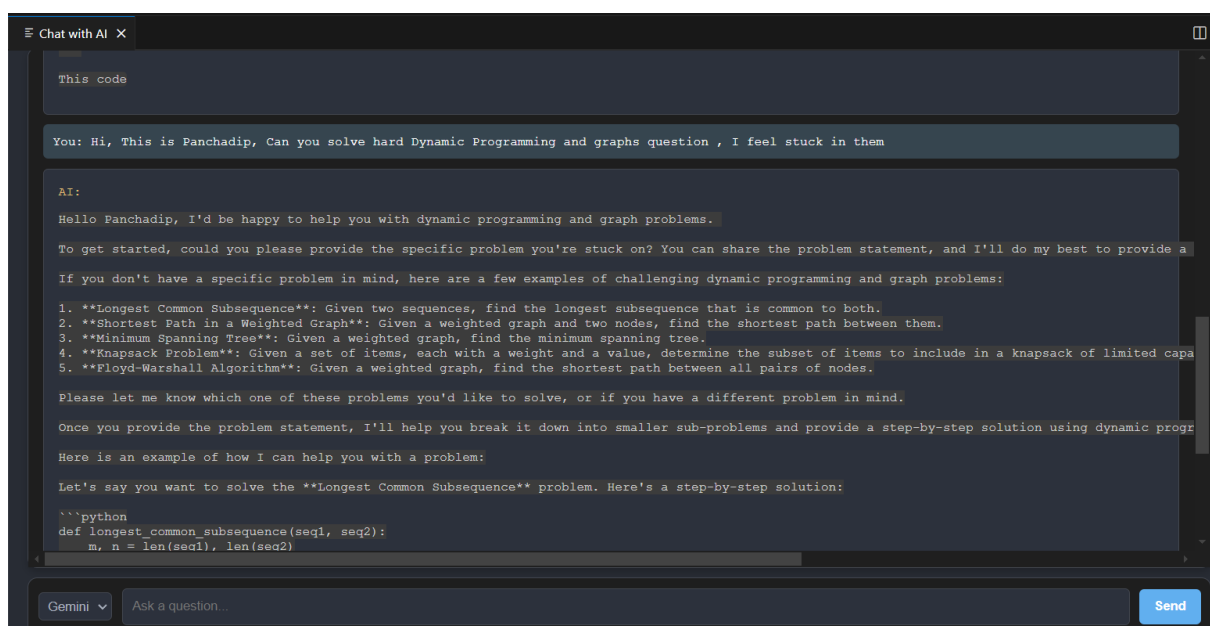 Chat with AI
This code
You: Hi, This is Panchadip, Can you solve hard Dynamic Programming and graphs question , I feel stuck in them
AI:
Hello Panchadip, I'd be happy to help you with dynamic programming and graph problems.
To get started, could you please provide the specific problem you're stuck on? You can share the problem statement, and I'll do my best to provide a
If you don't have a specific problem in mind, here are a few examples of challenging dynamic programming and graph problems:
1. **Longest Common Subsequence**: Given two sequences, find the longest subsequence that is common to both.
2. **Shortest Path in a Weighted Graph**: Given a weighted graph and two nodes, find the shortest path between them.
3. **Minimum Spanning Tree**: Given a weighted graph, find the minimum spanning tree.
4. **Knapsack Problem**: Given a set of items, each with a weight and a value, determine the subset of items to include in a knapsack of limited capa
5. **Floyd-Warshall Algorithm**: Given a weighted graph, find the shortest path between all pairs of nodes.
Please let me know which one of these problems you'd like to solve, or if you have a different problem in mind.
Once you provide the problem statement, I'll help you break it down into smaller sub-problems and provide a step-by-step solution using dynamic progr
Here is an example of how I can help you with a problem:
Let's say you want to solve the **Longest Common Subsequence** problem. Here's a step-by-step solution:
```python
def longest_common_subsequence(seq1, seq2):
    m, n = len(seq1), len(seq2)
Gemini
Ask a question...
Send